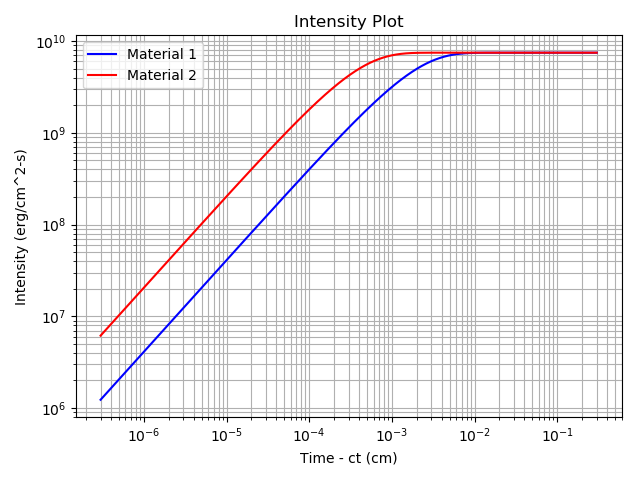 Intensity Plot
Material 1
Material 2
10^10
10^9
10^8
10^7
10^6
Intensity (erg/cm^2-s)
10^−6 10^−5 10^−4 10^−3 10^−2 10^−1
Time - ct (cm)